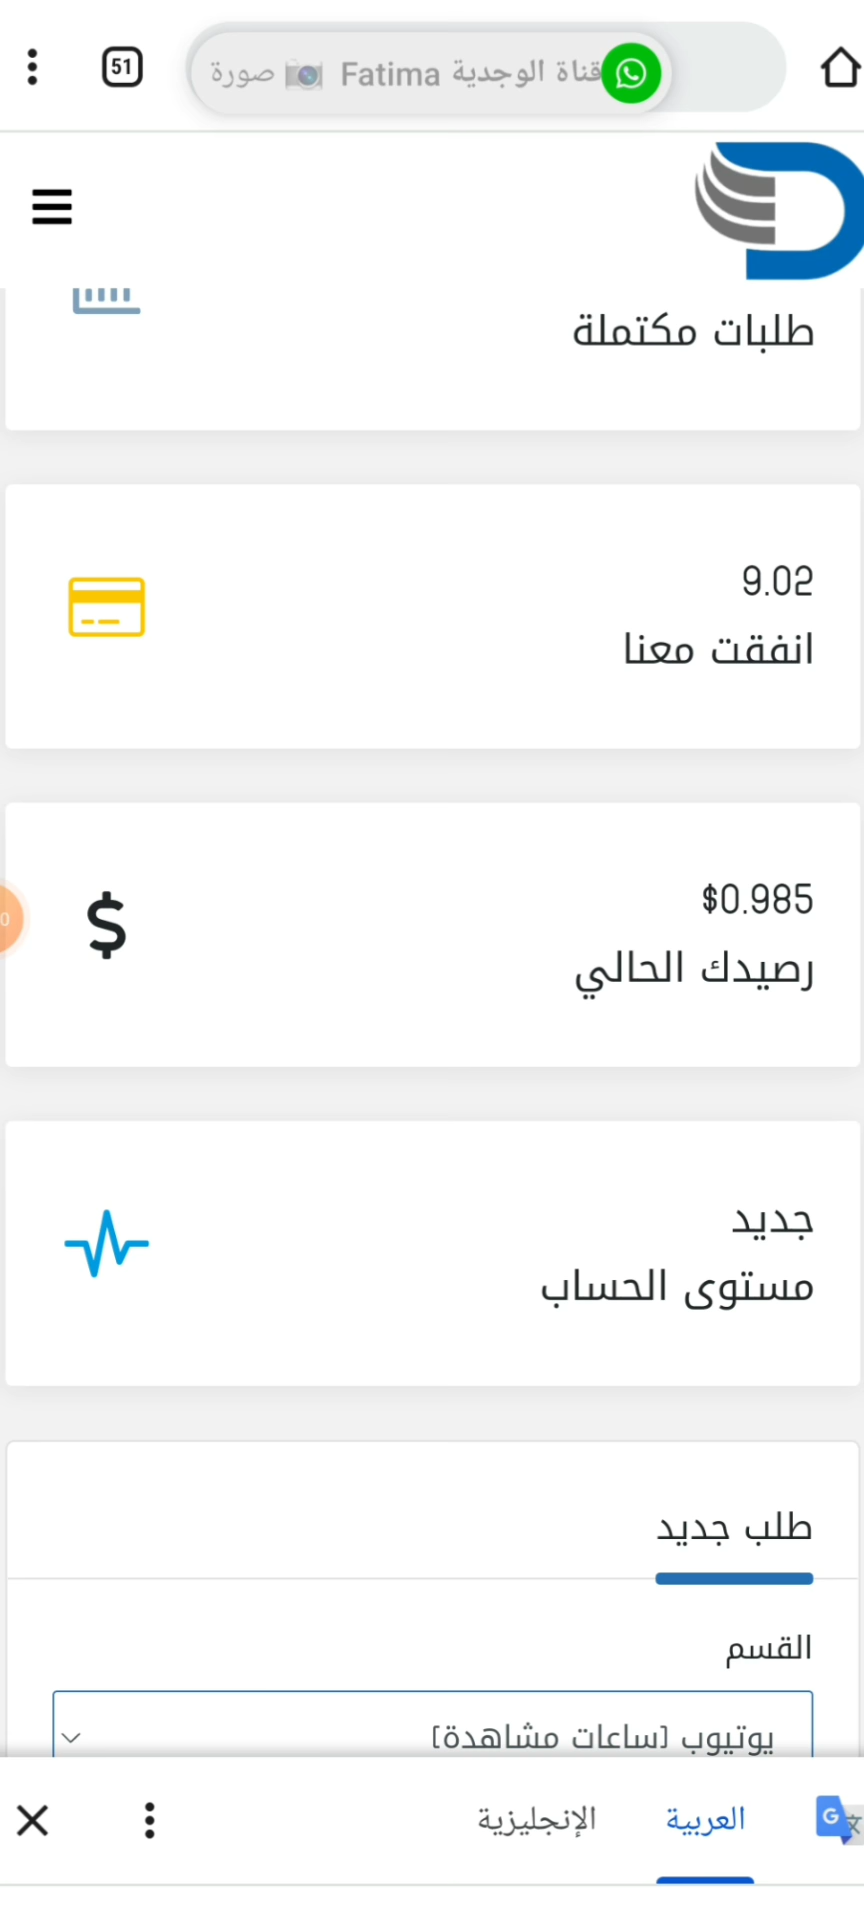 51
قناة الوجدية Fatima 📷 صورة
طلبات مكتملة
9.02
انفقت معنا
$0.985
رصيدك الحالي
0
جديد
مستوى الحساب
طلب جديد
القسم
يوتيوب [ساعات مشاهدة]
العربية
الإنجليزية